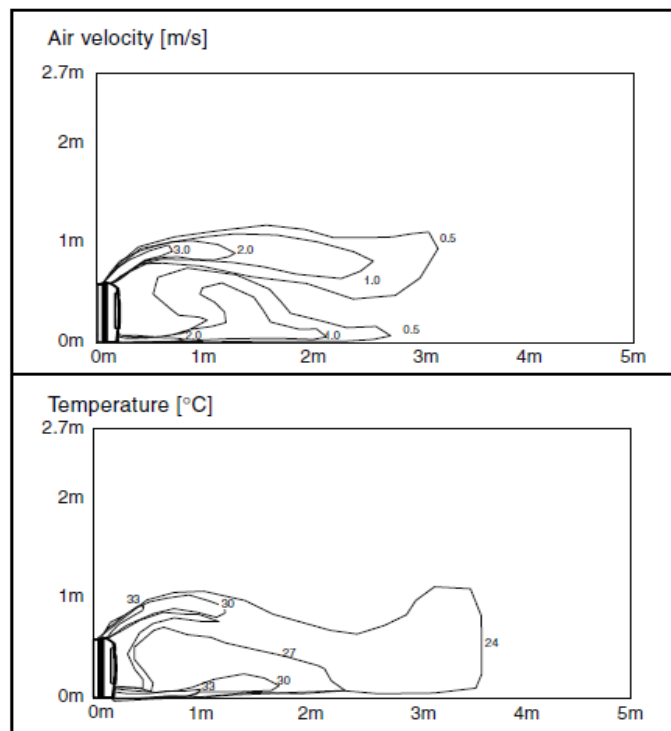 Air velocity [m/s]
2.7m
2m
1m
3.0
2.0
0.5
1.0
2.0
1.0
0.5
0m
0m 1m 2m 3m 4m 5m
Temperature [°C]
2.7m
2m
1m
33
30
27
24
33
30
0m
0m 1m 2m 3m 4m 5m